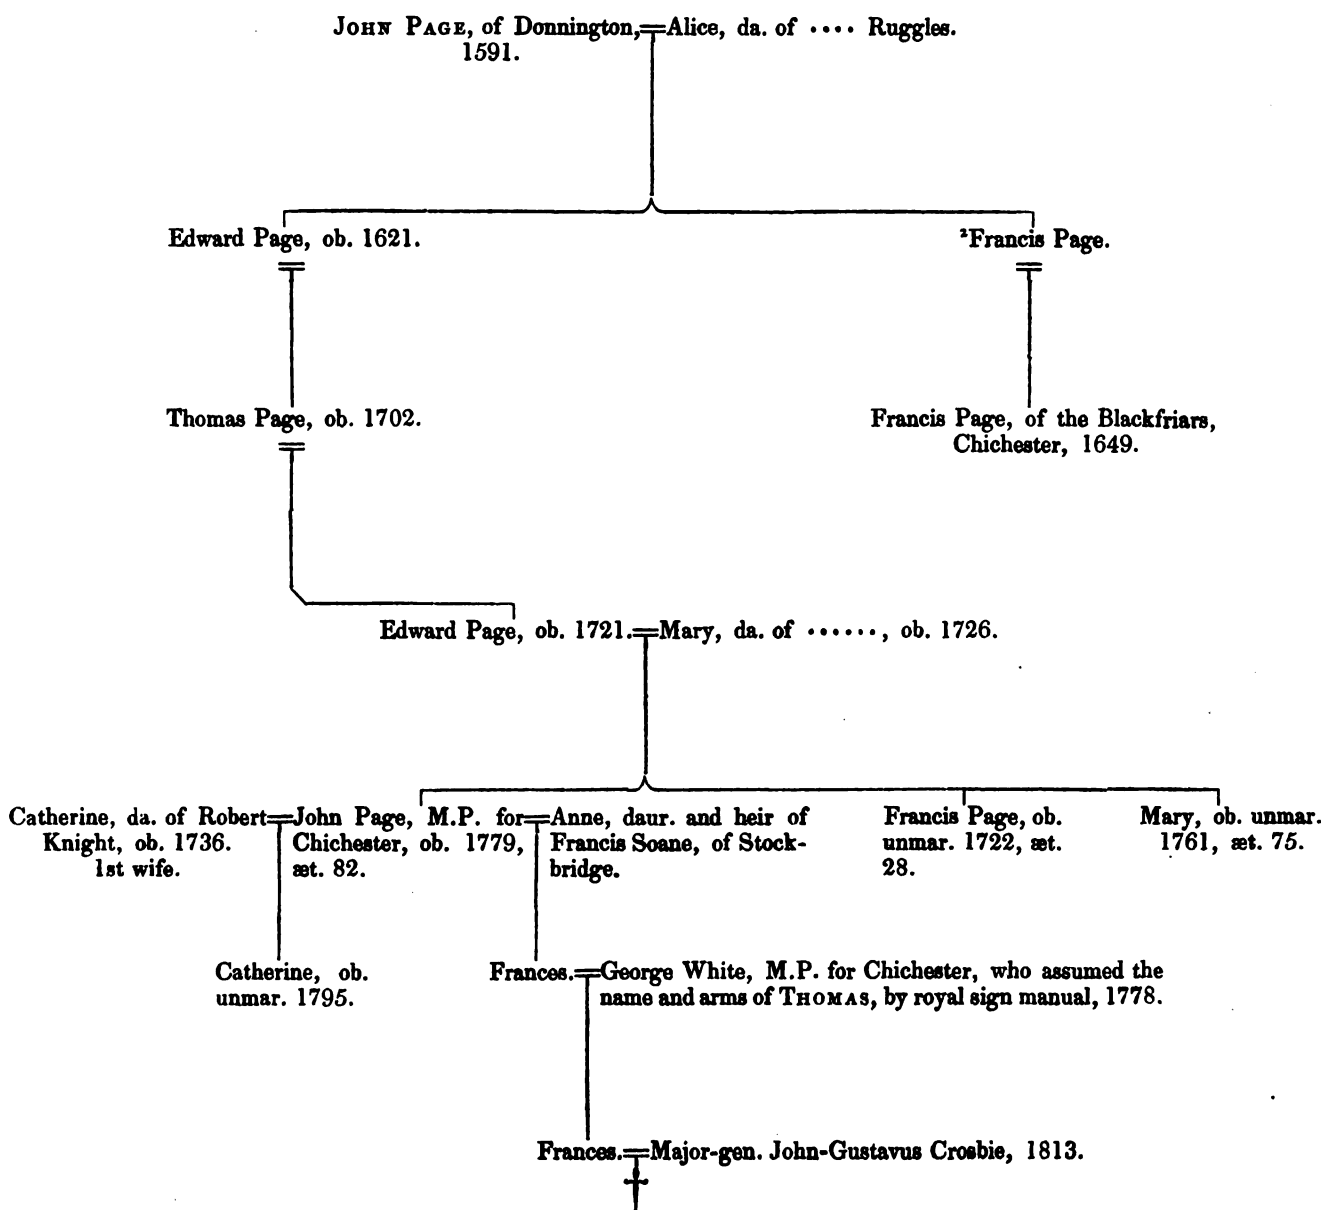 JOHN PAGE, of Donnington,=Alice, da. of .... Ruggles.
1591.
Edward Page, ob. 1621.
²Francis Page.
Thomas Page, ob. 1702.
Francis Page, of the Blackfriars,
Chichester, 1649.
Edward Page, ob. 1721.=Mary, da. of ......, ob. 1726.
Catherine, da. of Robert
Knight, ob. 1736.
1st wife.
=John Page, M.P. for
Chichester, ob. 1779,
æt. 82.
=Anne, daur. and heir of
Francis Soane, of Stock-
bridge.
Francis Page, ob.
unmar. 1722, æt.
28.
Mary, ob. unmar.
1761, æt. 75.
Catherine, ob.
unmar. 1795.
Frances.=George White, M.P. for Chichester, who assumed the
name and arms of THOMAS, by royal sign manual, 1778.
Frances.=Major-gen. John-Gustavus Crosbie, 1813.